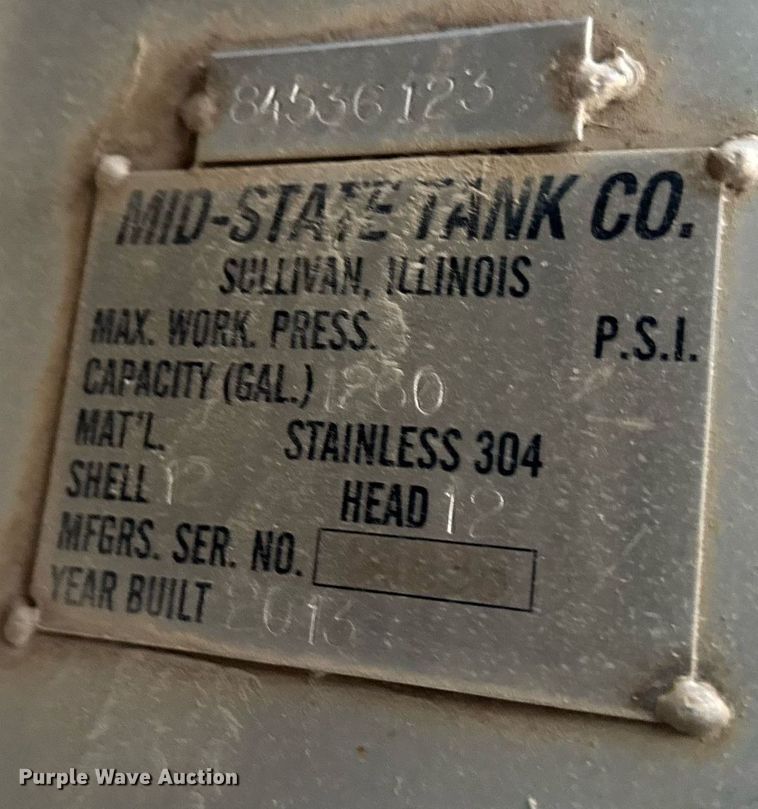 84536123
MID-STATE TANK CO.
SULLIVAN, ILLINOIS
MAX. WORK. PRESS. P.S.I.
CAPACITY (GAL.)
MAT'L. STAINLESS 304
SHELL 12 HEAD 12
MFGRS. SER. NO.
YEAR BUILT 2013
Purple Wave Auction